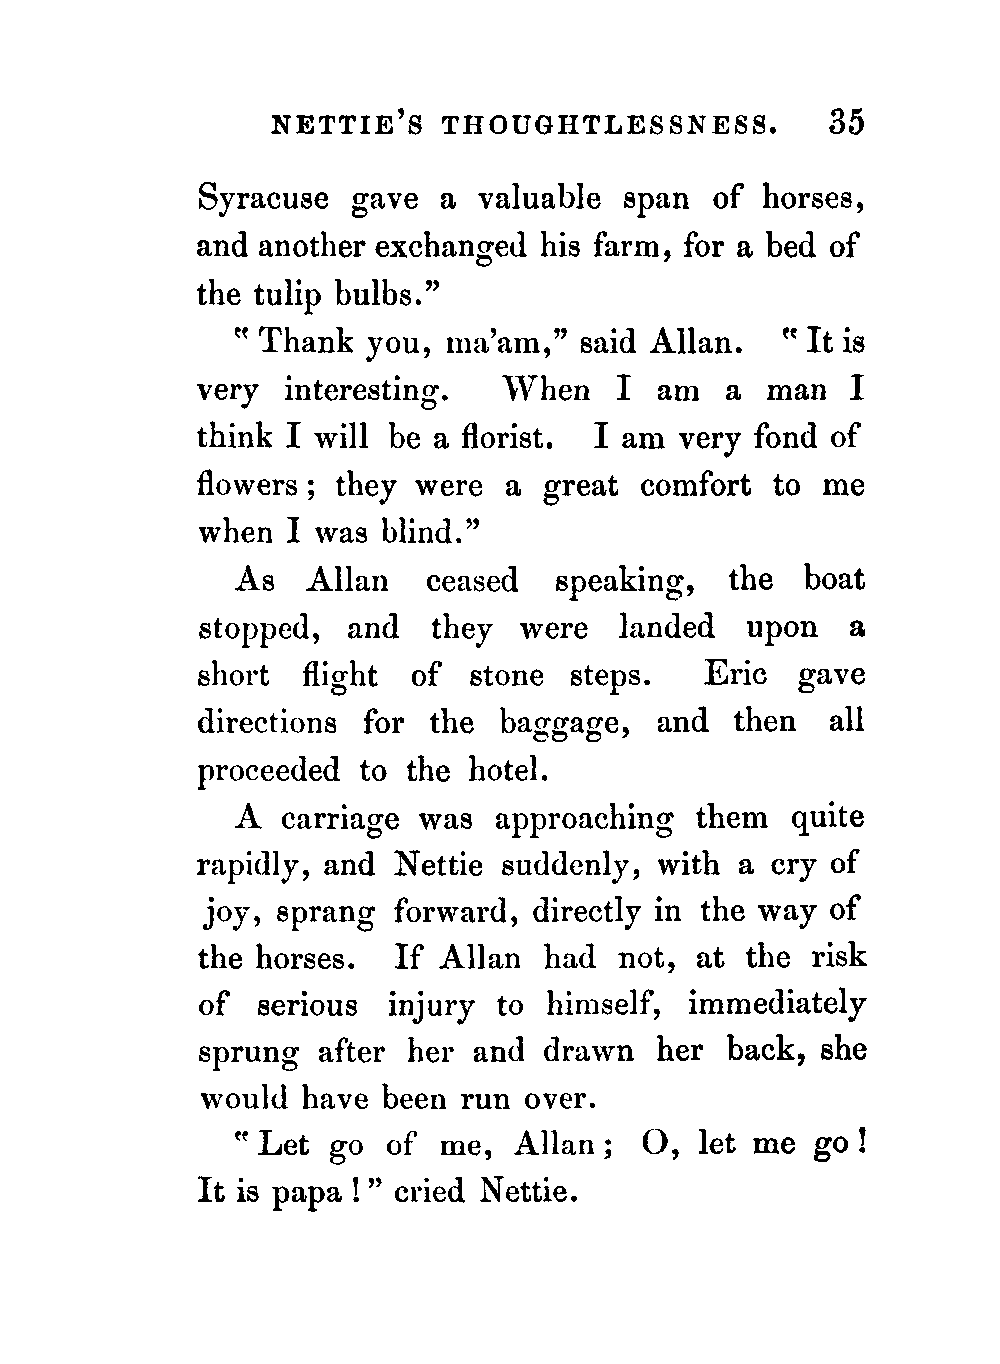 NETTIE'S THOUGHTLESSNESS. 35
Syracuse gave a valuable span of horses,
and another exchanged his farm, for a bed of
the tulip bulbs."
"Thank you, ma'am," said Allan. "It is
very interesting. When I am a man I
think I will be a florist. I am very fond of
flowers; they were a great comfort to me
when I was blind."
As Allan ceased speaking, the boat
stopped, and they were landed upon a
short flight of stone steps. Eric gave
directions for the baggage, and then all
proceeded to the hotel.
A carriage was approaching them quite
rapidly, and Nettie suddenly, with a cry of
joy, sprang forward, directly in the way of
the horses. If Allan had not, at the risk
of serious injury to himself, immediately
sprung after her and drawn her back, she
would have been run over.
"Let go of me, Allan; O, let me go!
It is papa!" cried Nettie.